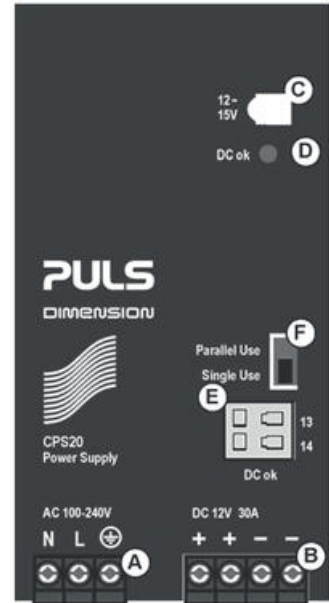 C
12-
15V
DC ok D
PULS
DIMENSION
F
Parallel Use
Single Use
E
13
14
DC ok
CPS20
Power Supply
AC 100-240V
N L
A
DC 12V 30A
+ + − −
B